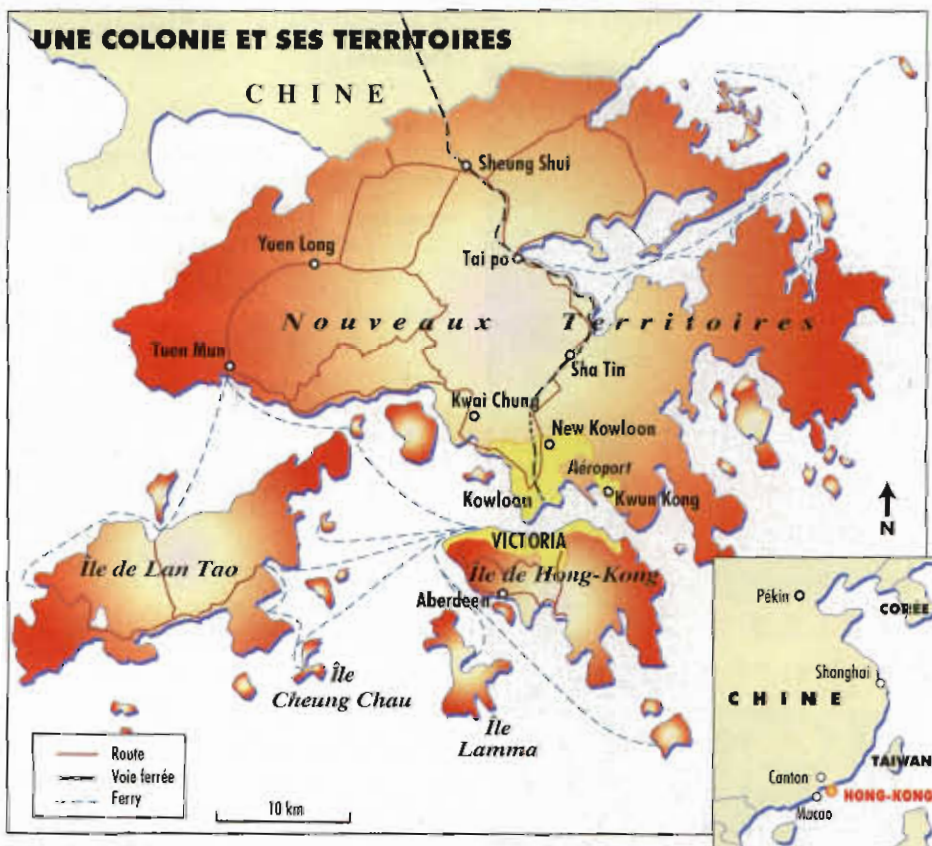 UNE COLONIE ET SES TERRITOIRES
CHINE
Sheung Shui
Yuen Long
Tai po
Nouveaux Territoires
Tuen Mun
Sha Tin
Kwai Chung
New Kowloon
Aéroport
Kowloon
Kwun Kong
N
VICTORIA
Île de Lan Tao
Île de Hong-Kong
Aberdeen
Île
Cheung Chau
Île
Lamma
Route
Voie ferrée
Ferry
10 km
Pékin
CORÉE
Shanghai
CHINE
TAIWAN
Canton
HONG-KONG
Macao